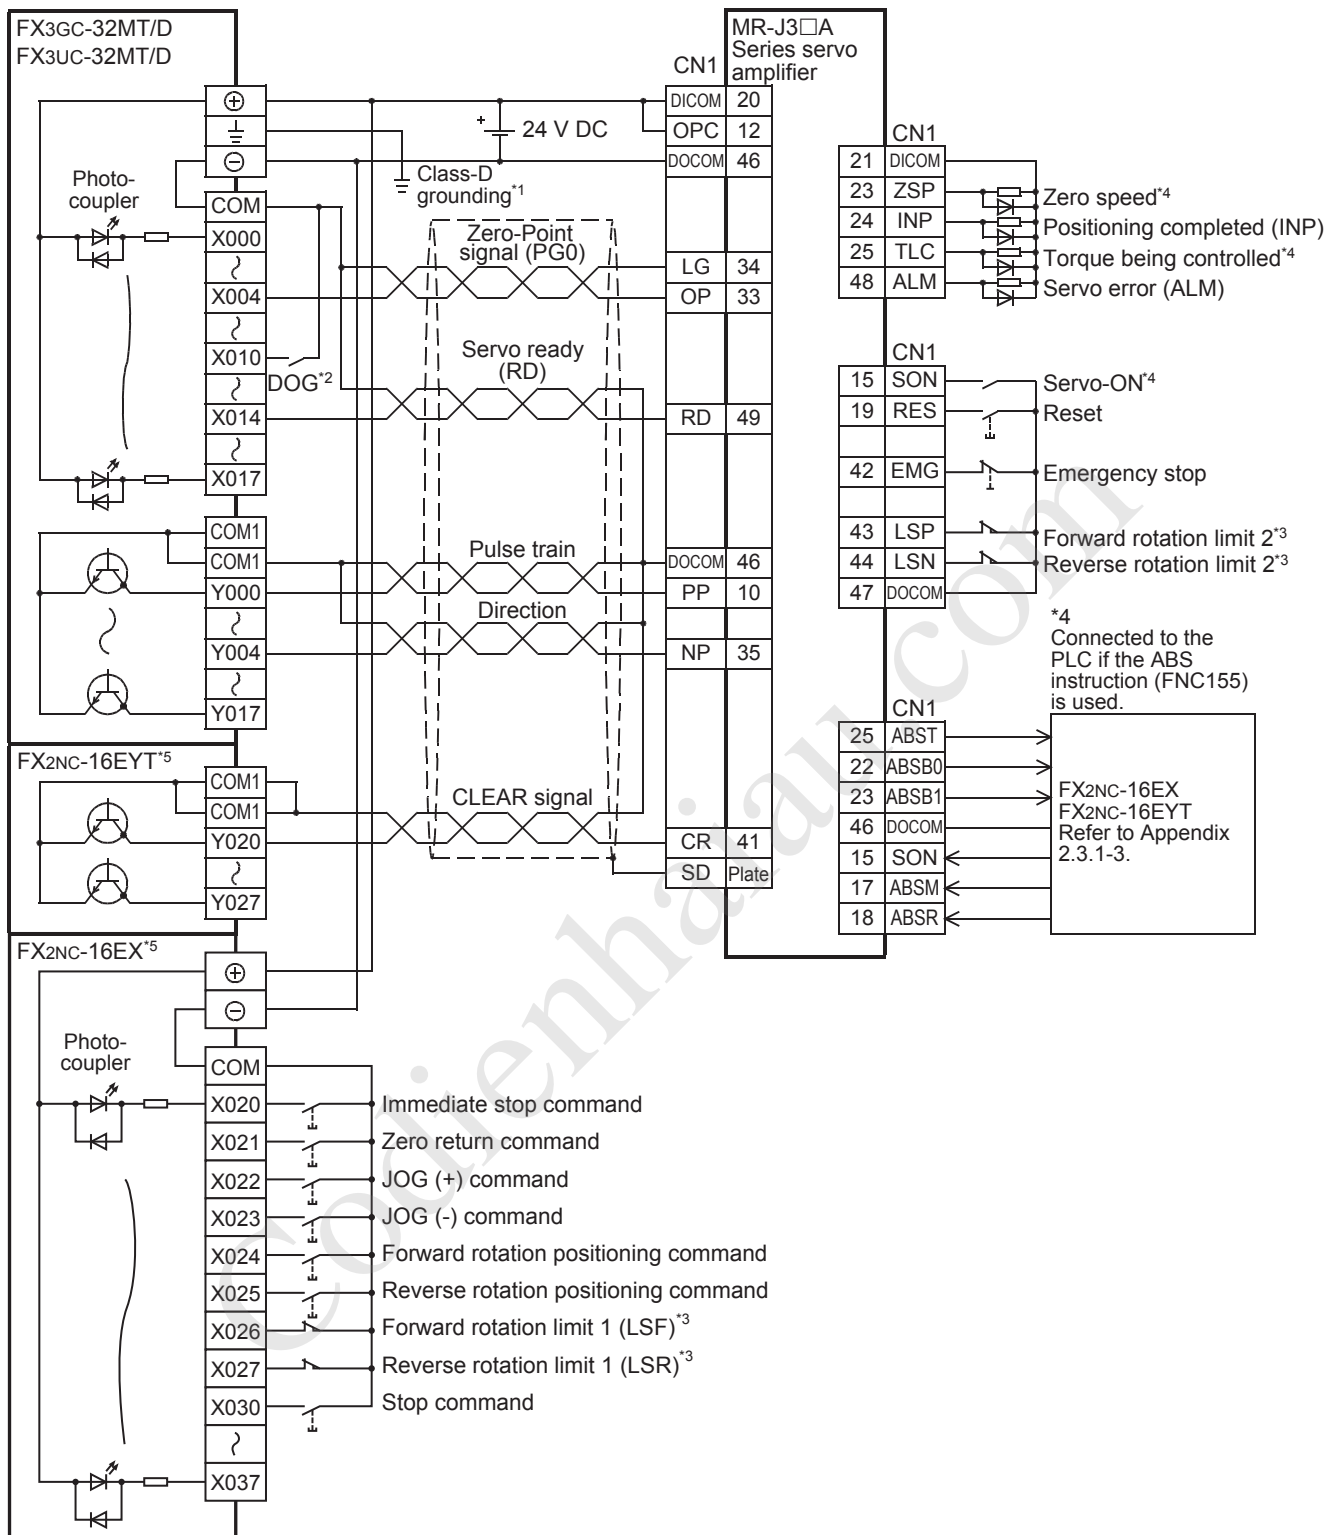 FX3GC-32MT/D
FX3UC-32MT/D
MR-J3□A
Series servo
amplifier
CN1
+
24 V DC
Class-D
grounding*1
Photo-
coupler
COM
X000
X004
X010
DOG*2
X014
X017
COM1
COM1
Y000
Y004
Y017
Zero-Point
signal (PG0)
Servo ready
(RD)
Pulse train
Direction
CLEAR signal
DICOM 20
OPC 12
DOCOM 46
LG 34
OP 33
RD 49
DOCOM 46
PP 10
NP 35
CR 41
SD Plate
CN1
21 DICOM
23 ZSP Zero speed*4
24 INP Positioning completed (INP)
25 TLC Torque being controlled*4
48 ALM Servo error (ALM)
CN1
15 SON Servo-ON*4
19 RES Reset
42 EMG Emergency stop
43 LSP Forward rotation limit 2*3
44 LSN Reverse rotation limit 2*3
47 DOCOM
*4
Connected to the
PLC if the ABS
instruction (FNC155)
is used.
CN1
25 ABST
22 ABSB0
23 ABSB1
46 DOCOM
15 SON
17 ABSM
18 ABSR
FX2NC-16EX
FX2NC-16EYT
Refer to Appendix
2.3.1-3.
FX2NC-16EYT*5
COM1
COM1
Y020
Y027
FX2NC-16EX*5
Photo-
coupler
COM
X020 Immediate stop command
X021 Zero return command
X022 JOG (+) command
X023 JOG (-) command
X024 Forward rotation positioning command
X025 Reverse rotation positioning command
X026 Forward rotation limit 1 (LSF)*3
X027 Reverse rotation limit 1 (LSR)*3
X030 Stop command
X037
Codienhaiau.com